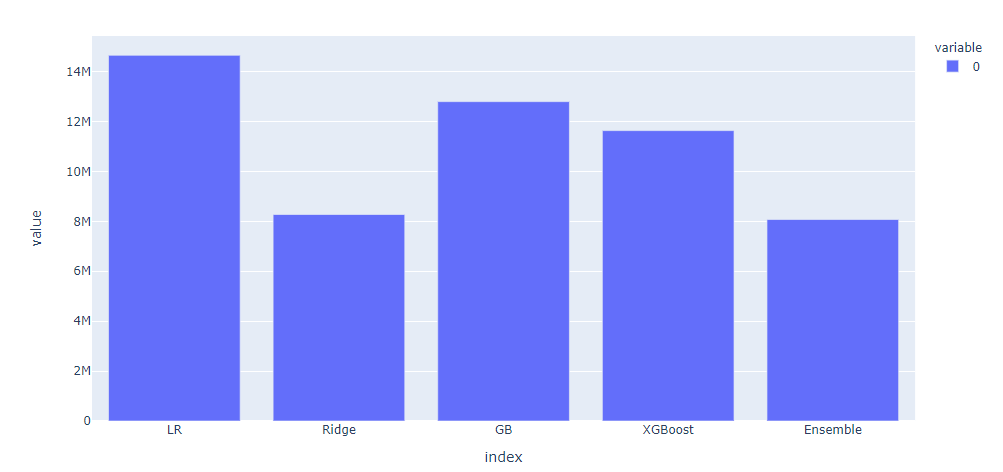 variable
0
value
14M
12M
10M
8M
6M
4M
2M
0
LR
Ridge
GB
XGBoost
Ensemble
index